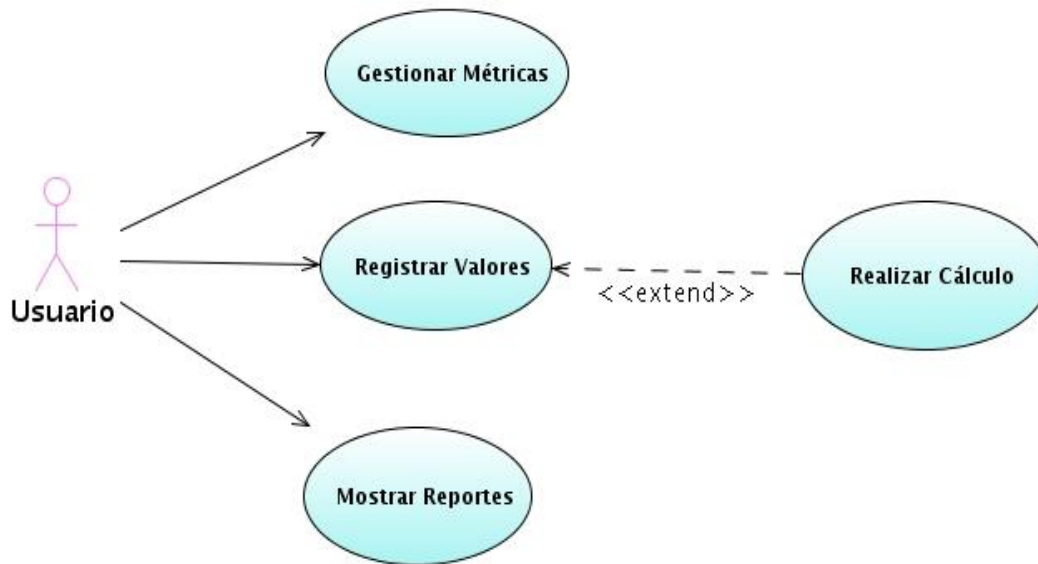 Gestionar Métricas
Usuario
Registrar Valores
<<extend>>
Realizar Cálculo
Mostrar Reportes